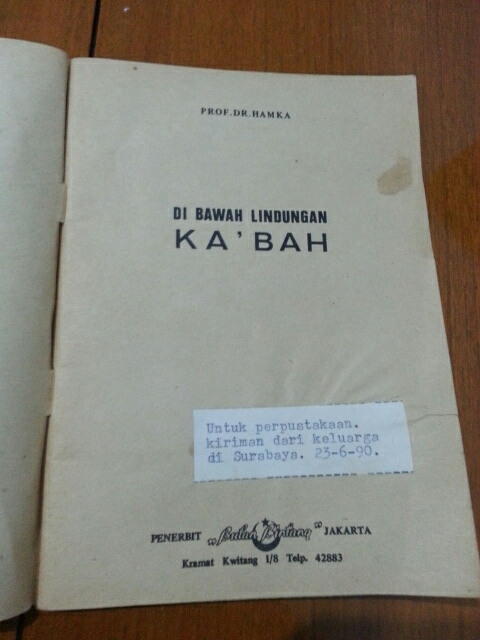 PROF.DR.HAMKA
DI BAWAH LINDUNGAN
KA'BAH
Untuk perpustakaan.
kiriman dari keluarga
di Surabaya. 23-6-90.
PENERBIT „Bulan Bintang" JAKARTA
Kramat Kwitang 1/8 Telp. 42883